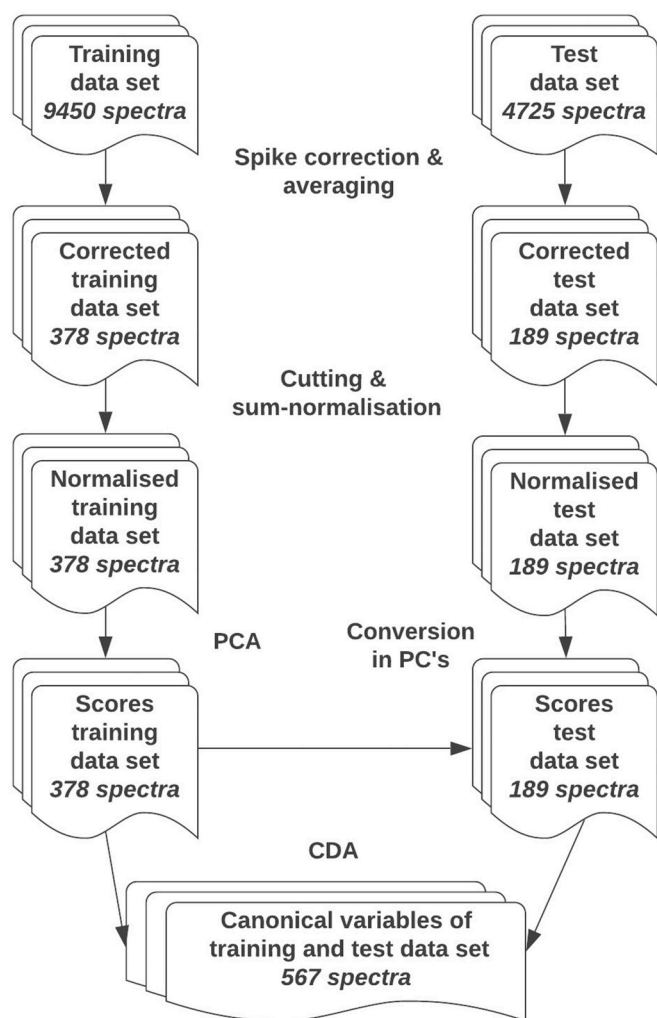 Training
data set
9450 spectra
Test
data set
4725 spectra
Spike correction &
averaging
Corrected
training
data set
378 spectra
Corrected
test
data set
189 spectra
Cutting &
sum-normalisation
Normalised
training
data set
378 spectra
Normalised
test
data set
189 spectra
PCA
Conversion
in PC's
Scores
training
data set
378 spectra
Scores
test
data set
189 spectra
CDA
Canonical variables of
training and test data set
567 spectra